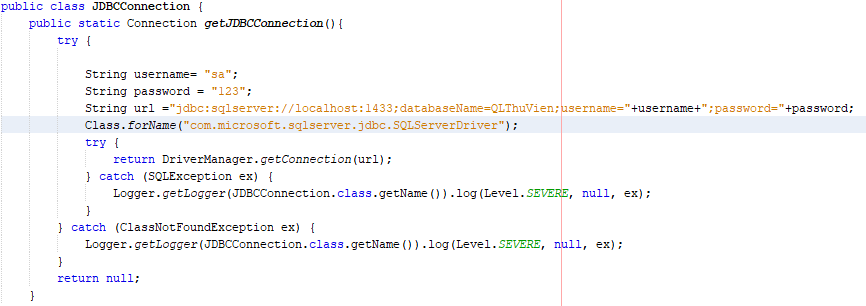 public class JDBCConnection {
public static Connection getJDBCConnection(){
try {
String username= "sa";
String password = "123";
String url ="jdbc:sqlserver://localhost:1433;databaseName=QLThuVien;username="+username+";password="+password;
Class.forName("com.microsoft.sqlserver.jdbc.SQLServerDriver");
try {
return DriverManager.getConnection(url);
} catch (SQLException ex) {
Logger.getLogger(JDBCConnection.class.getName()).log(Level.SEVERE, null, ex);
}
} catch (ClassNotFoundException ex) {
Logger.getLogger(JDBCConnection.class.getName()).log(Level.SEVERE, null, ex);
}
return null;
}